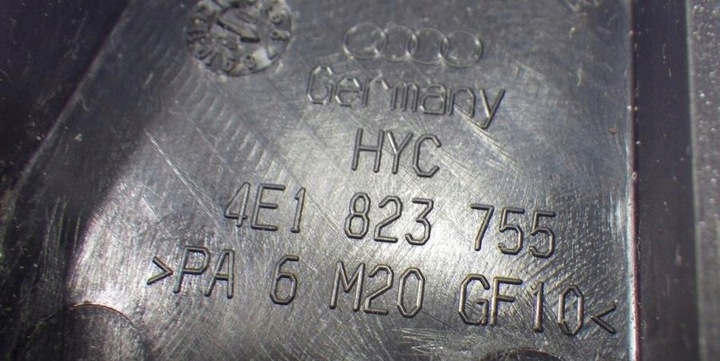 Germany
HYC
4E1 823 755
>PA 6 M20 GF10<